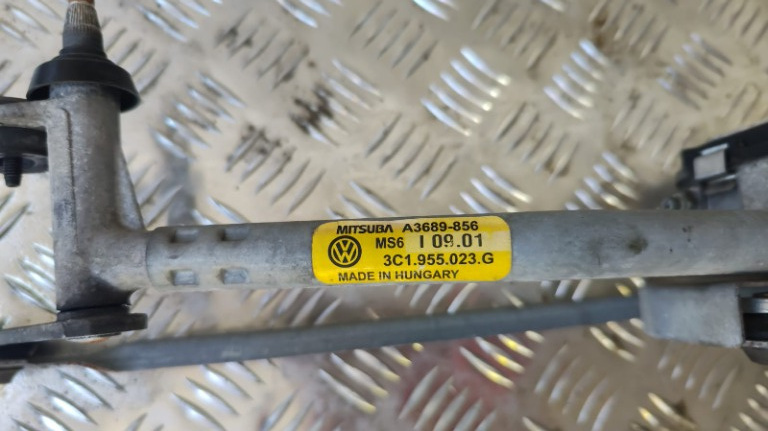 MITSUBA A3689-856
MS6 I 09.01
3C1.955.023.G
MADE IN HUNGARY